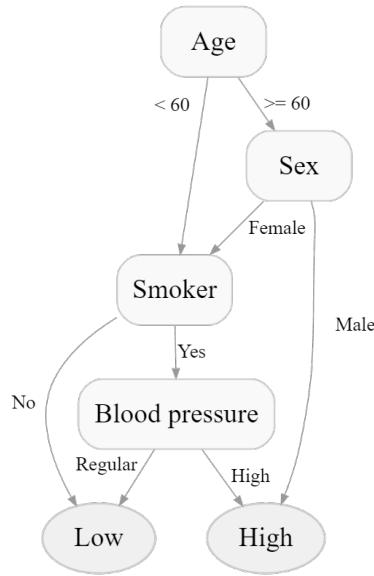 Age
< 60
>= 60
Sex
Female
Smoker
Male
Yes
No
Blood pressure
Regular
High
Low
High